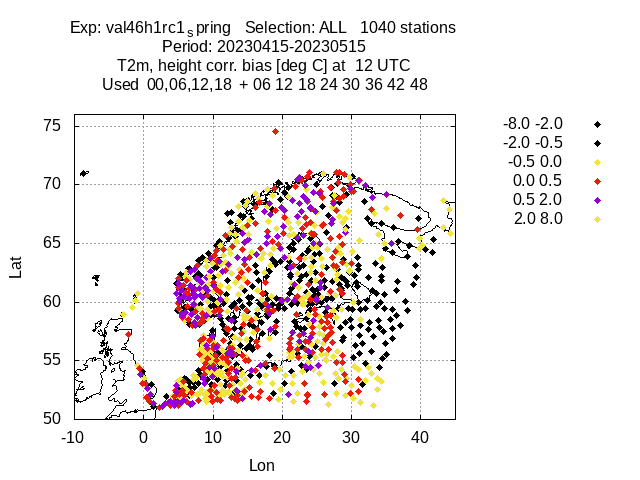 Exp: val46h1rc1spring Selection: ALL 1040 stations
Period: 20230415-20230515
T2m, height corr. bias [deg C] at 12 UTC
Used 00,06,12,18 + 06 12 18 24 30 36 42 48
-8.0 -2.0
-2.0 -0.5
-0.5 0.0
0.0 0.5
0.5 2.0
2.0 8.0
75
70
65
60
55
50
Lat
-10 0 10 20 30 40
Lon